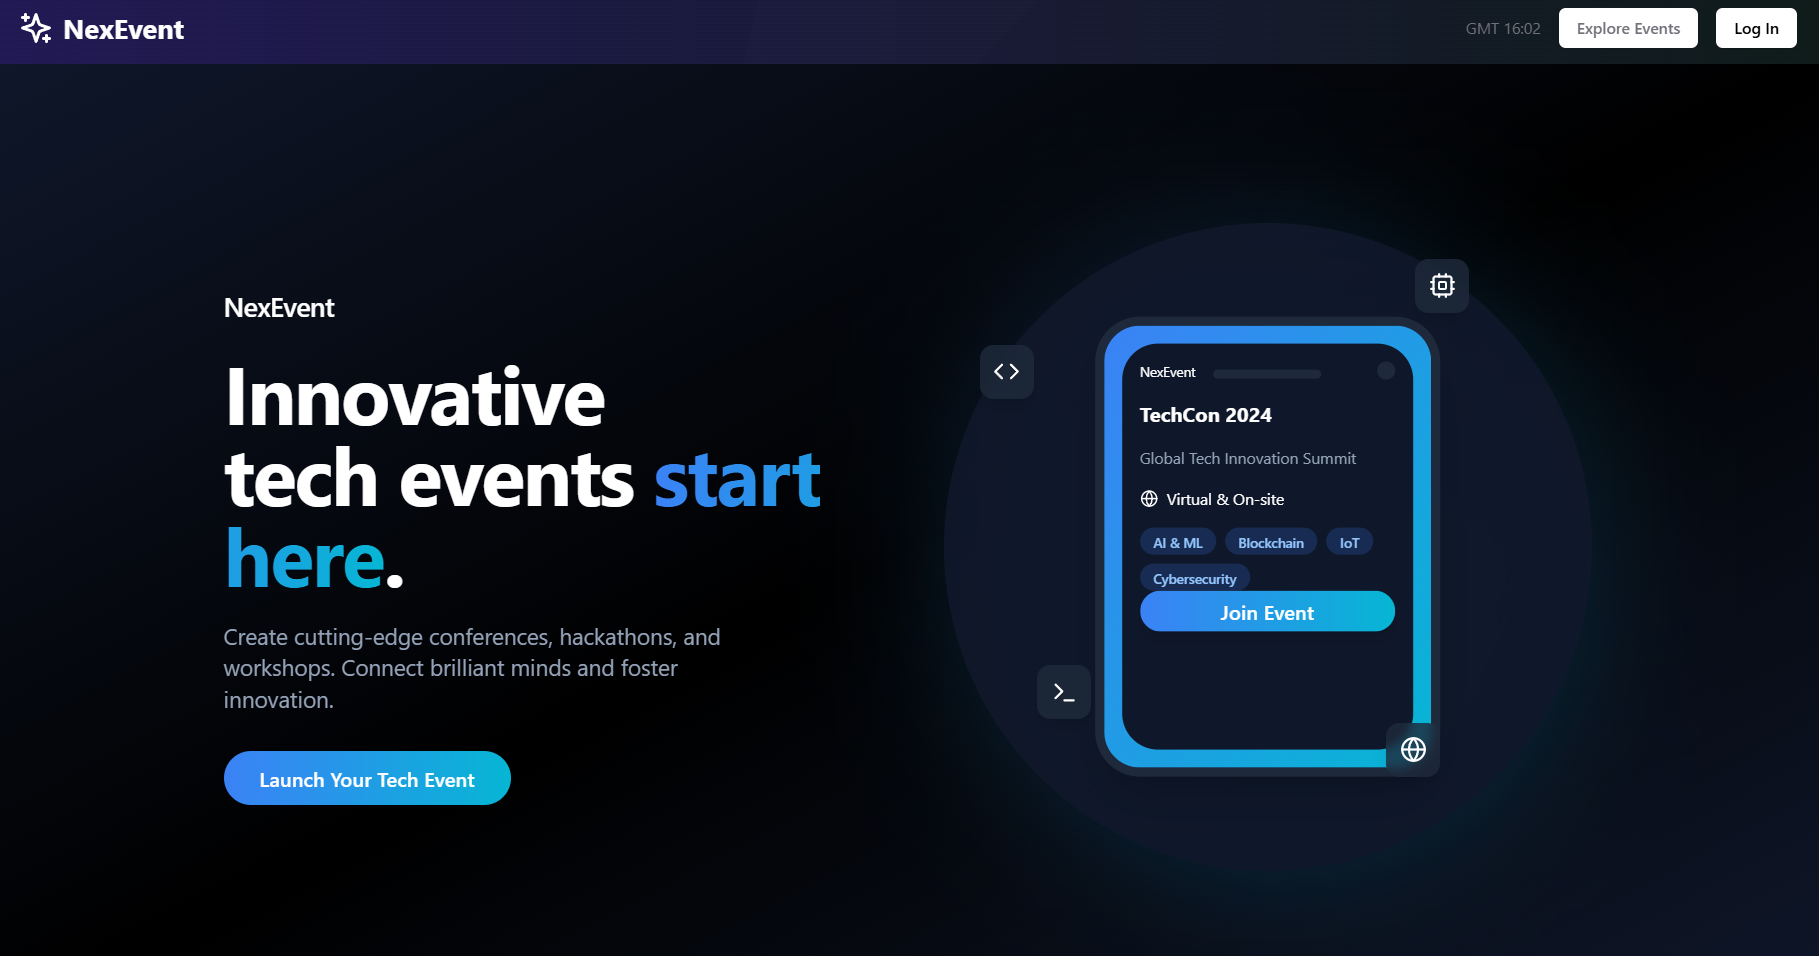 NexEvent
GMT 16:02
Explore Events
Log In
NexEvent
Innovative
tech events start
here.
Create cutting-edge conferences, hackathons, and
workshops. Connect brilliant minds and foster
innovation.
Launch Your Tech Event
NexEvent
TechCon 2024
Global Tech Innovation Summit
Virtual & On-site
AI & ML Blockchain IoT
Cybersecurity
Join Event